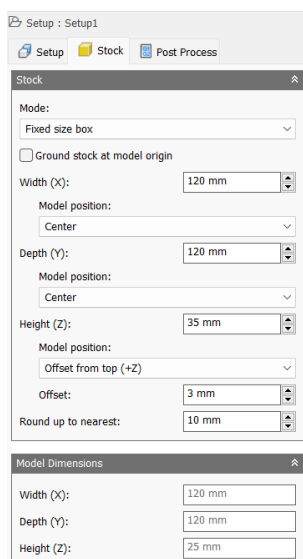 Setup : Setup1
Setup Stock Post Process
Stock
Mode:
Fixed size box
Ground stock at model origin
Width (X): 120 mm
Model position:
Center
Depth (Y): 120 mm
Model position:
Center
Height (Z): 35 mm
Model position:
Offset from top (+Z)
Offset: 3 mm
Round up to nearest: 10 mm
Model Dimensions
Width (X): 120 mm
Depth (Y): 120 mm
Height (Z): 25 mm